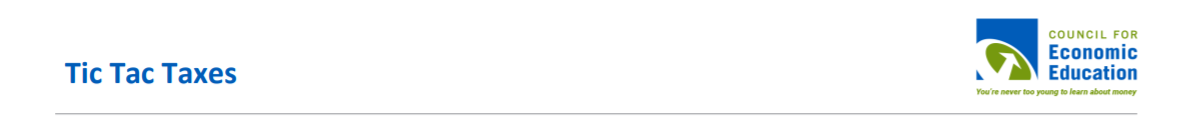 Tic Tac Taxes
COUNCIL FOR
Economic
Education
You're never too young to learn about money